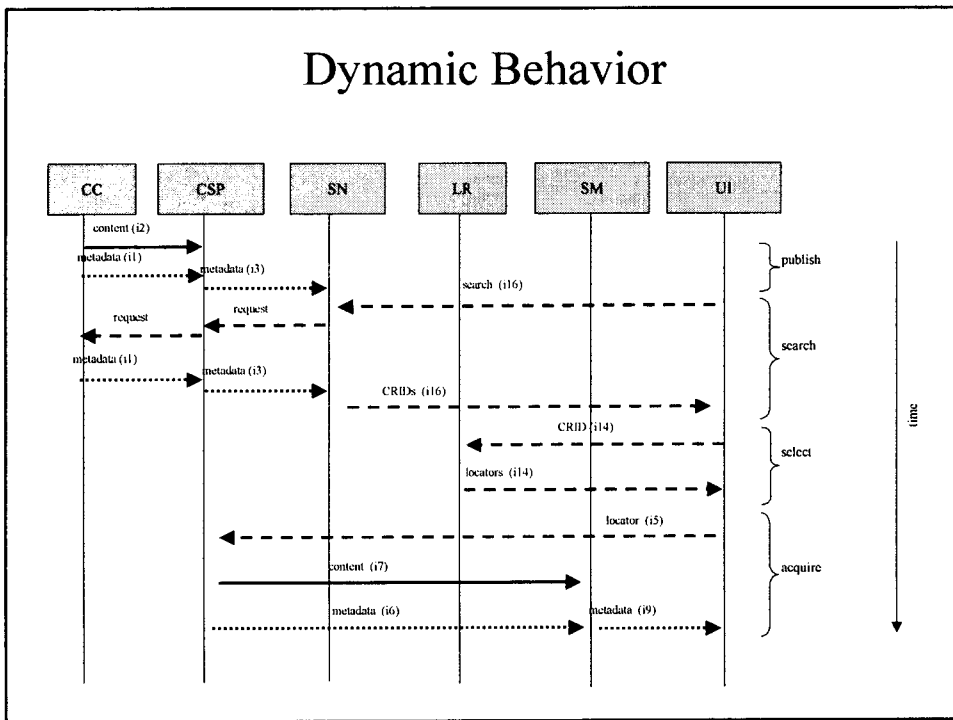 Dynamic Behavior
CC CSP SN LR SM UI
content (i2)
metadata (i1)
metadata (i3)
publish
search (i16)
request
request
search
metadata (i1)
metadata (i3)
CRIDs (i16)
time
CRID (i14)
select
locators (i14)
locator (i5)
acquire
content (i7)
metadata (i6)
metadata (i9)